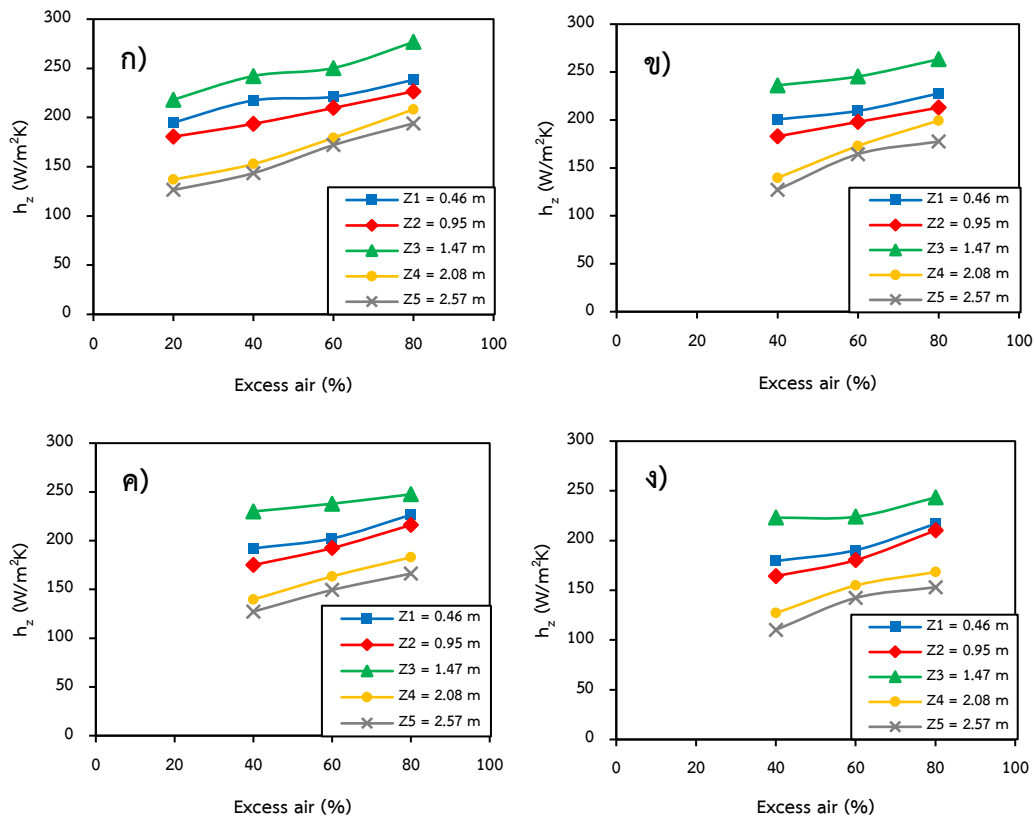 ก)
300
250
200
150
100
50
0
h_z (W/m²K)
Z1 = 0.46 m
Z2 = 0.95 m
Z3 = 1.47 m
Z4 = 2.08 m
Z5 = 2.57 m
0 20 40 60 80 100
Excess air (%)
ข)
300
250
200
150
100
50
0
h_z (W/m²K)
Z1 = 0.46 m
Z2 = 0.95 m
Z3 = 1.47 m
Z4 = 2.08 m
Z5 = 2.57 m
0 20 40 60 80 100
Excess air (%)
ค)
300
250
200
150
100
50
0
h_z (W/m²K)
Z1 = 0.46 m
Z2 = 0.95 m
Z3 = 1.47 m
Z4 = 2.08 m
Z5 = 2.57 m
0 20 40 60 80 100
Excess air (%)
ง)
300
250
200
150
100
50
0
h_z (W/m²K)
Z1 = 0.46 m
Z2 = 0.95 m
Z3 = 1.47 m
Z4 = 2.08 m
Z5 = 2.57 m
0 20 40 60 80 100
Excess air (%)